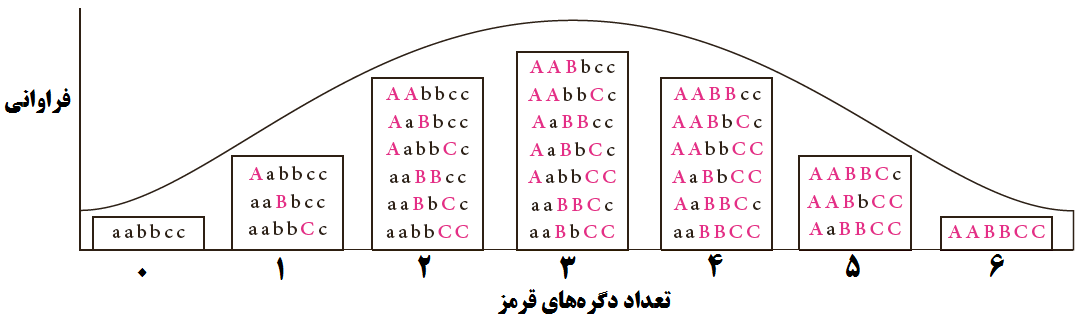 فراوانی
aabbcc
Aabbcc
aaBbcc
aabbCc
AAbbcc
AaBbcc
AabbCc
aaBBcc
aaBbCc
aabbCC
AABbcc
AAbbCc
AaBBcc
AaBbCc
AabbCC
aaBBCc
aaBbCC
AABBcc
AABbCc
AAbbCC
AaBbCC
AaBBCc
aaBBCC
AABBCc
AABbCC
AaBBCC
AABBCC
۰ ۱ ۲ ۳ ۴ ۵ ۶
تعداد دگره‌های قرمز